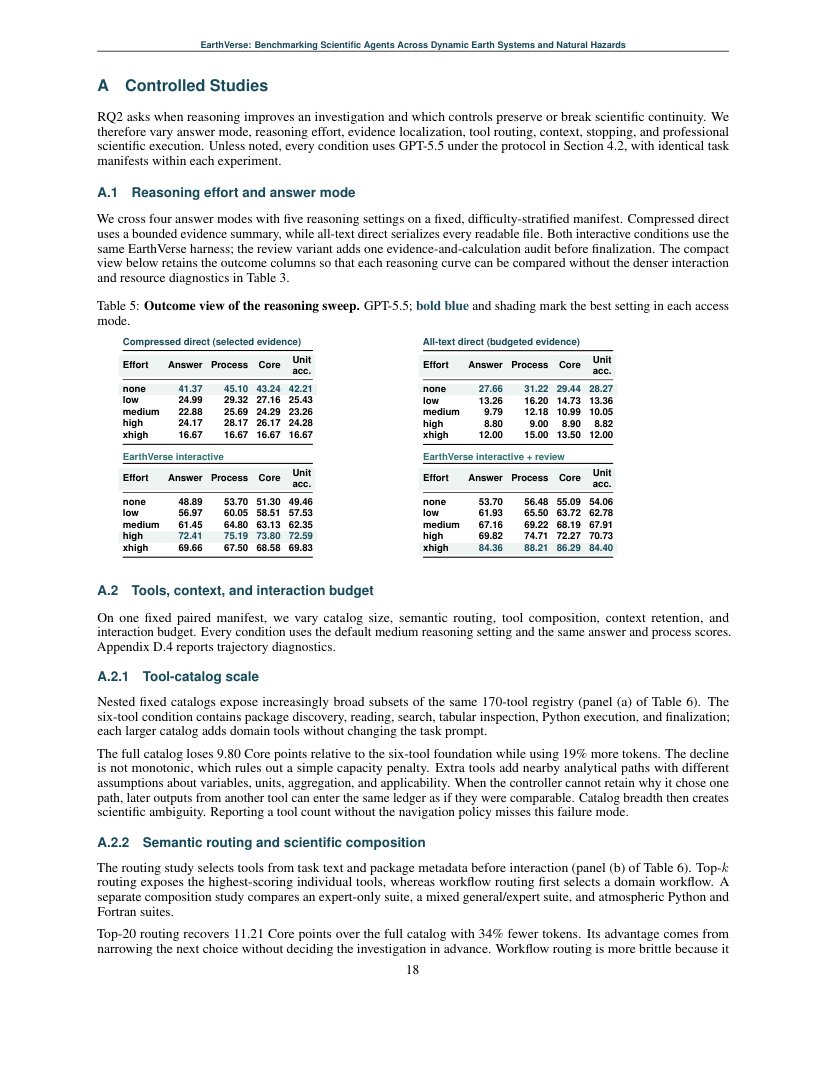 EarthVerse: Benchmarking Scientific Agents Across Dynamic Earth Systems and Natural Hazards
A Controlled Studies
RQ2 asks when reasoning improves an investigation and which controls preserve or break scientific continuity. We
therefore vary answer mode, reasoning effort, evidence localization, tool routing, context, stopping, and professional
scientific execution. Unless noted, every condition uses GPT-5.5 under the protocol in Section 4.2, with identical task
manifests within each experiment.
A.1 Reasoning effort and answer mode
We cross four answer modes with five reasoning settings on a fixed, difficulty-stratified manifest. Compressed direct
uses a bounded evidence summary, while all-text direct serializes every readable file. Both interactive conditions use the
same EarthVerse harness; the review variant adds one evidence-and-calculation audit before finalization. The compact
view below retains the outcome columns so that each reasoning curve can be compared without the denser interaction
and resource diagnostics in Table 3.
Table 5: Outcome view of the reasoning sweep. GPT-5.5; bold blue and shading mark the best setting in each access
mode.
Compressed direct (selected evidence)
Effort Answer Process Core Unit acc.
none 41.37 45.10 43.24 42.21
low 24.99 29.32 27.16 25.43
medium 22.88 25.69 24.29 23.26
high 24.17 28.17 26.17 24.28
xhigh 16.67 16.67 16.67 16.67
All-text direct (budgeted evidence)
Effort Answer Process Core Unit acc.
none 27.66 31.22 29.44 28.27
low 13.26 16.20 14.73 13.36
medium 9.79 12.18 10.99 10.05
high 8.80 9.00 8.90 8.82
xhigh 12.00 15.00 13.50 12.00
EarthVerse interactive
Effort Answer Process Core Unit acc.
none 48.89 53.70 51.30 49.46
low 56.97 60.05 58.51 57.53
medium 61.45 64.80 63.13 62.35
high 72.41 75.19 73.80 72.59
xhigh 69.66 67.50 68.58 69.83
EarthVerse interactive + review
Effort Answer Process Core Unit acc.
none 53.70 56.48 55.09 54.06
low 61.93 65.50 63.72 62.78
medium 67.16 69.22 68.19 67.91
high 69.82 74.71 72.27 70.73
xhigh 84.36 88.21 86.29 84.40
A.2 Tools, context, and interaction budget
On one fixed paired manifest, we vary catalog size, semantic routing, tool composition, context retention, and
interaction budget. Every condition uses the default medium reasoning setting and the same answer and process scores.
Appendix D.4 reports trajectory diagnostics.
A.2.1 Tool-catalog scale
Nested fixed catalogs expose increasingly broad subsets of the same 170-tool registry (panel (a) of Table 6). The
six-tool condition contains package discovery, reading, search, tabular inspection, Python execution, and finalization;
each larger catalog adds domain tools without changing the task prompt.
The full catalog loses 9.80 Core points relative to the six-tool foundation while using 19% more tokens. The decline
is not monotonic, which rules out a simple capacity penalty. Extra tools add nearby analytical paths with different
assumptions about variables, units, aggregation, and applicability. When the controller cannot retain why it chose one
path, later outputs from another tool can enter the same ledger as if they were comparable. Catalog breadth then creates
scientific ambiguity. Reporting a tool count without the navigation policy misses this failure mode.
A.2.2 Semantic routing and scientific composition
The routing study selects tools from task text and package metadata before interaction (panel (b) of Table 6). Top-k
routing exposes the highest-scoring individual tools, whereas workflow routing first selects a domain workflow. A
separate composition study compares an expert-only suite, a mixed general/expert suite, and atmospheric Python and
Fortran suites.
Top-20 routing recovers 11.21 Core points over the full catalog with 34% fewer tokens. Its advantage comes from
narrowing the next choice without deciding the investigation in advance. Workflow routing is more brittle because it
18